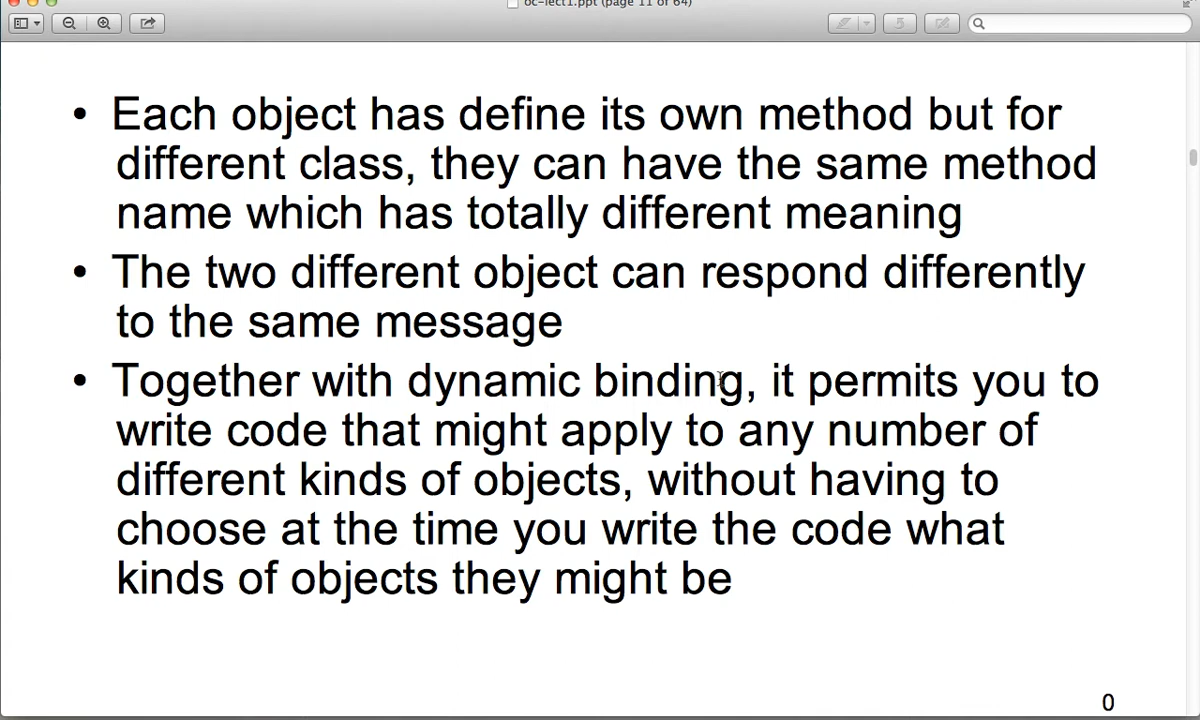 oc-lect1.ppt (page 11 of 64)
• Each object has define its own method but for
different class, they can have the same method
name which has totally different meaning
• The two different object can respond differently
to the same message
• Together with dynamic binding, it permits you to
write code that might apply to any number of
different kinds of objects, without having to
choose at the time you write the code what
kinds of objects they might be
0